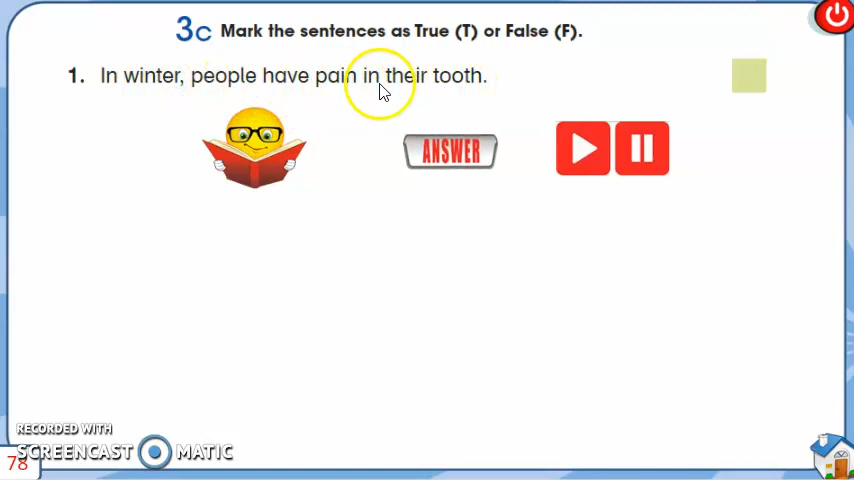 3c Mark the sentences as True (T) or False (F).
1. In winter, people have pain in their tooth.
ANSWER
RECORDED WITH
SCREENCAST MATIC
78